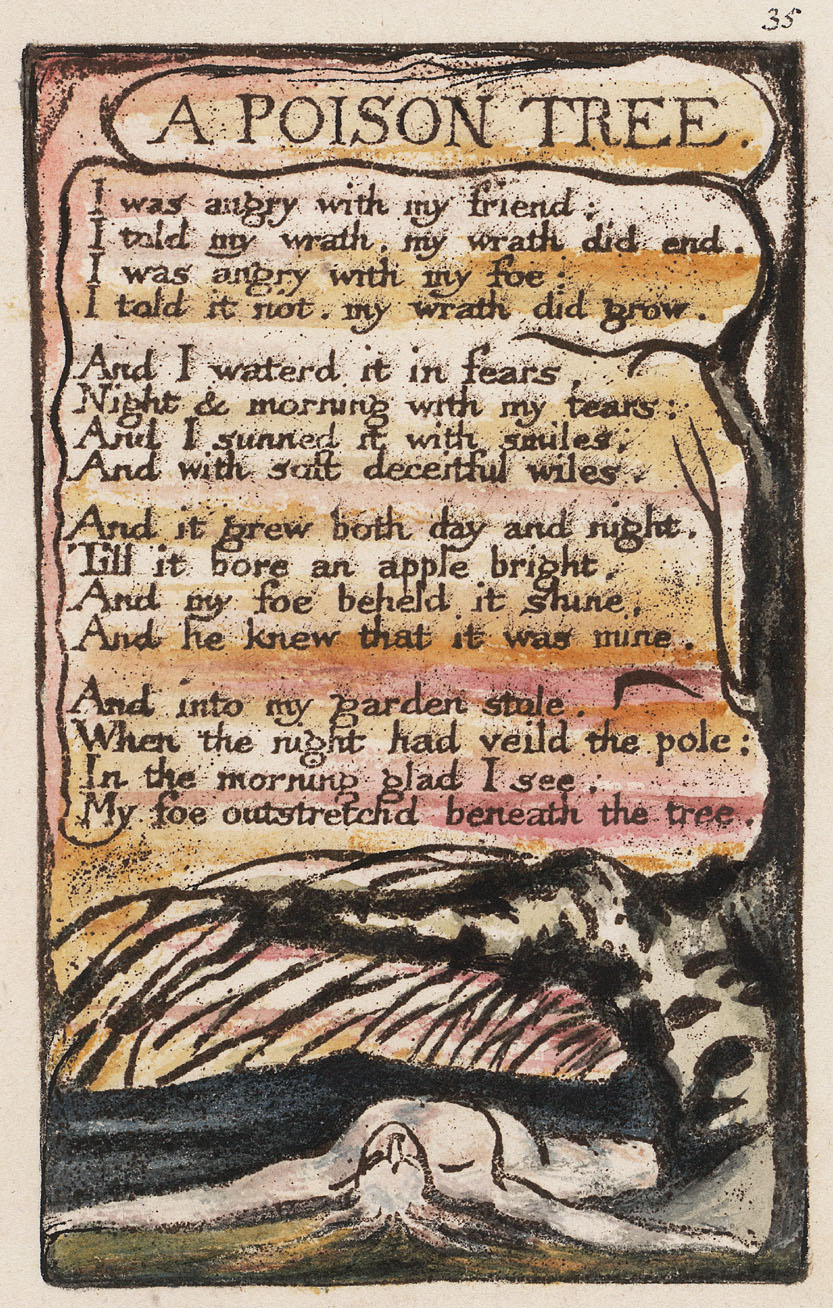 35
A POISON TREE.
I was angry with my friend:
I told my wrath, my wrath did end.
I was angry with my foe:
I told it not, my wrath did grow.
And I waterd it in fears,
Night & morning with my tears:
And I sunned it with smiles,
And with soft deceitful wiles.
And it grew both day and night.
Till it bore an apple bright.
And my foe beheld it shine,
And he knew that it was mine.
And into my garden stole.
When the night had veild the pole;
In the morning glad I see,
My foe outstretchd beneath the tree.